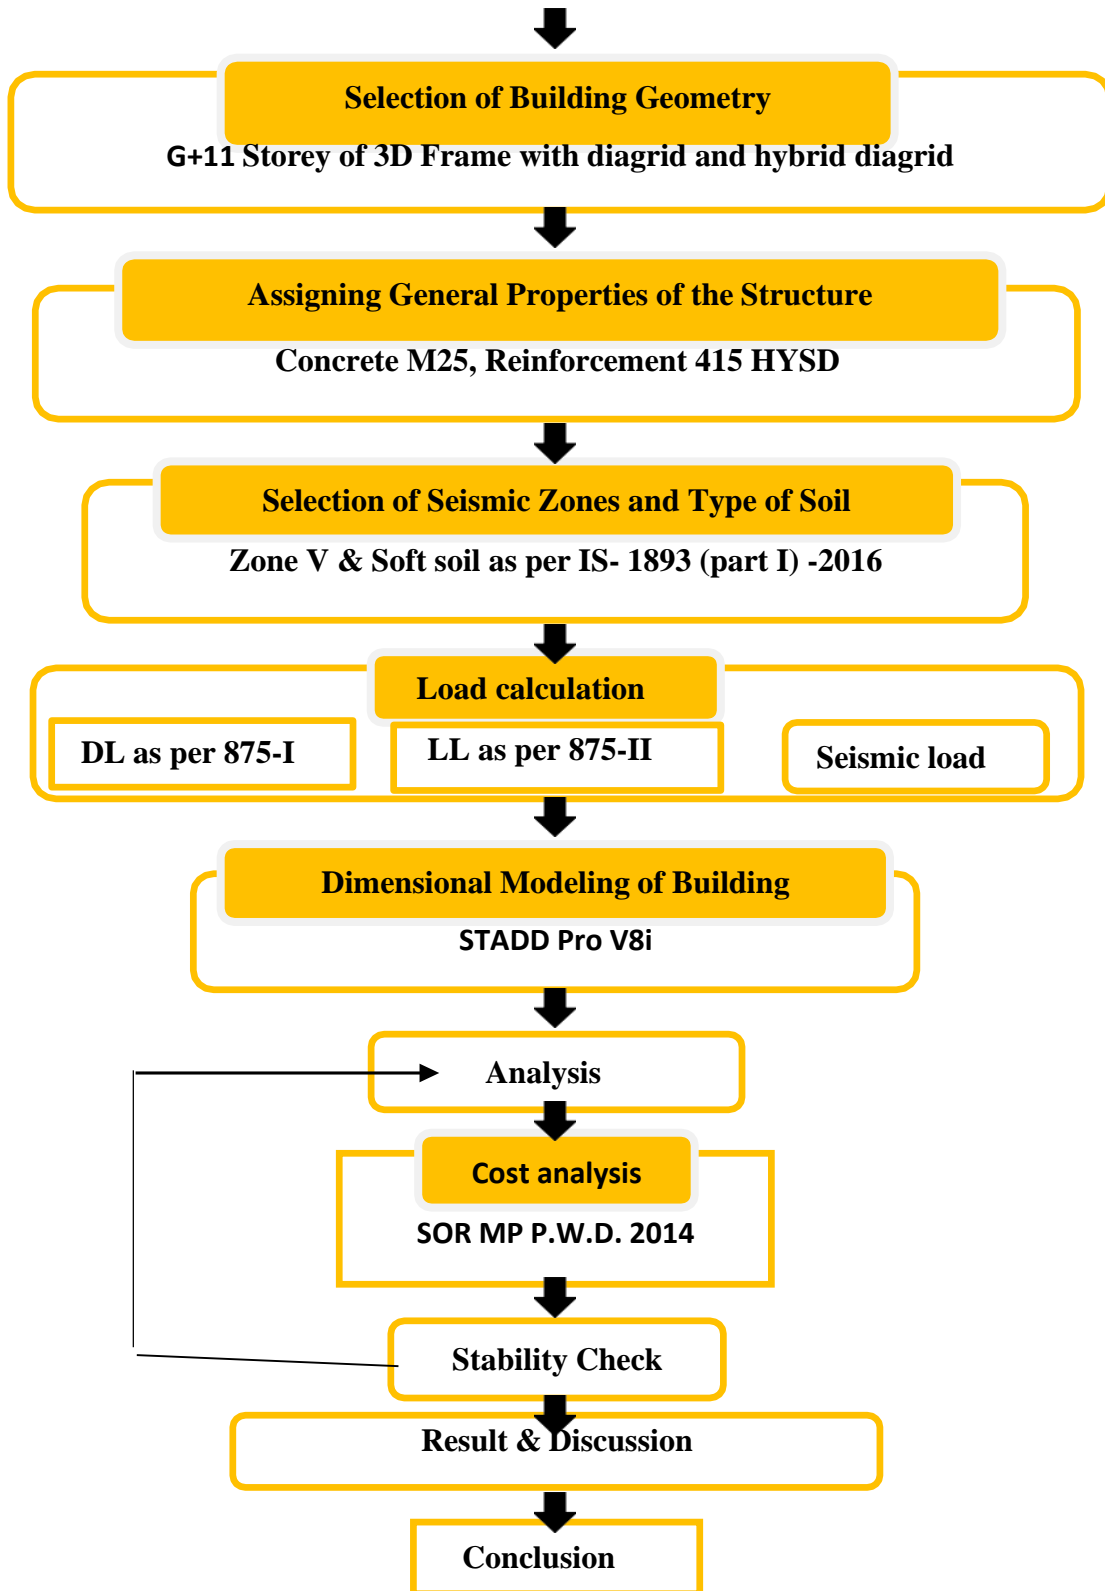 Selection of Building Geometry
G+11 Storey of 3D Frame with diagrid and hybrid diagrid
Assigning General Properties of the Structure
Concrete M25, Reinforcement 415 HYSD
Selection of Seismic Zones and Type of Soil
Zone V & Soft soil as per IS- 1893 (part I) -2016
Load calculation
DL as per 875-I
LL as per 875-II
Seismic load
Dimensional Modeling of Building
STADD Pro V8i
Analysis
Cost analysis
SOR MP P.W.D. 2014
Stability Check
Result & Discussion
Conclusion